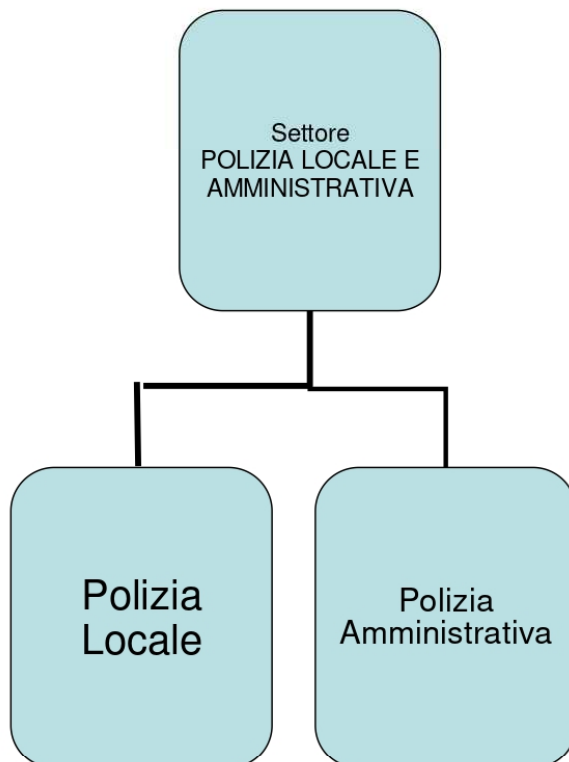 Settore
POLIZIA LOCALE E
AMMINISTRATIVA
Polizia
Locale
Polizia
Amministrativa